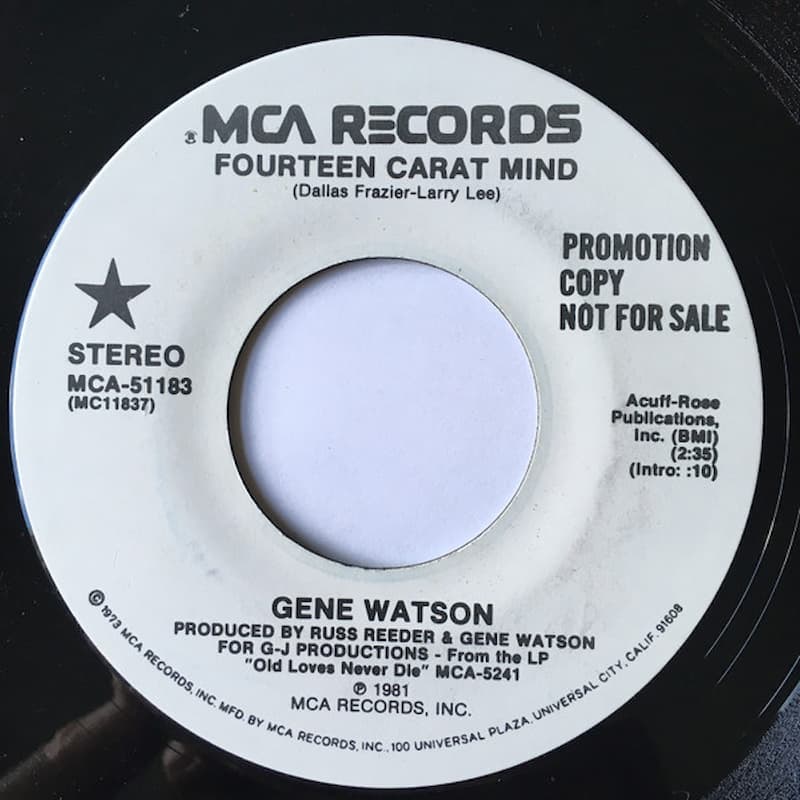 MCA RECORDS
FOURTEEN CARAT MIND
(Dallas Frazier-Larry Lee)
PROMOTION
COPY
NOT FOR SALE
STEREO
MCA-51183
(MC11837)
Acuff-Rose
Publications,
Inc. (BMI)
(2:35)
(Intro: :10)
GENE WATSON
PRODUCED BY RUSS REEDER & GENE WATSON
FOR G-J PRODUCTIONS - From the LP
"Old Loves Never Die" MCA-5241
℗ 1981
MCA RECORDS, INC.
© 1973 MCA RECORDS, INC. MFD. BY MCA RECORDS, INC., 100 UNIVERSAL PLAZA, UNIVERSAL CITY, CALIF. 91608